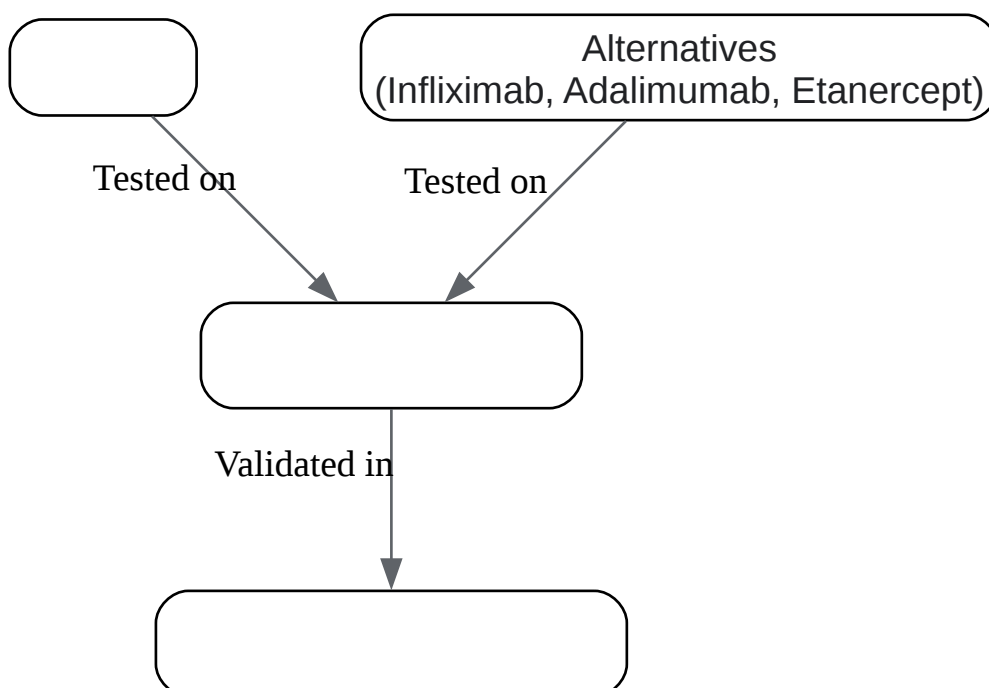 Alternatives
(Infliximab, Adalimumab, Etanercept)
Tested on
Tested on
Validated in